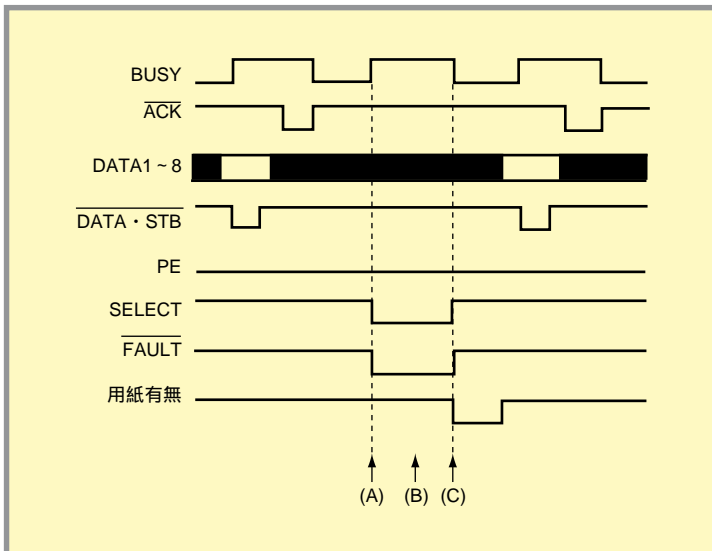 BUSY
ACK
DATA1 ~ 8
DATA・STB
PE
SELECT
FAULT
用紙有無
(A) (B) (C)